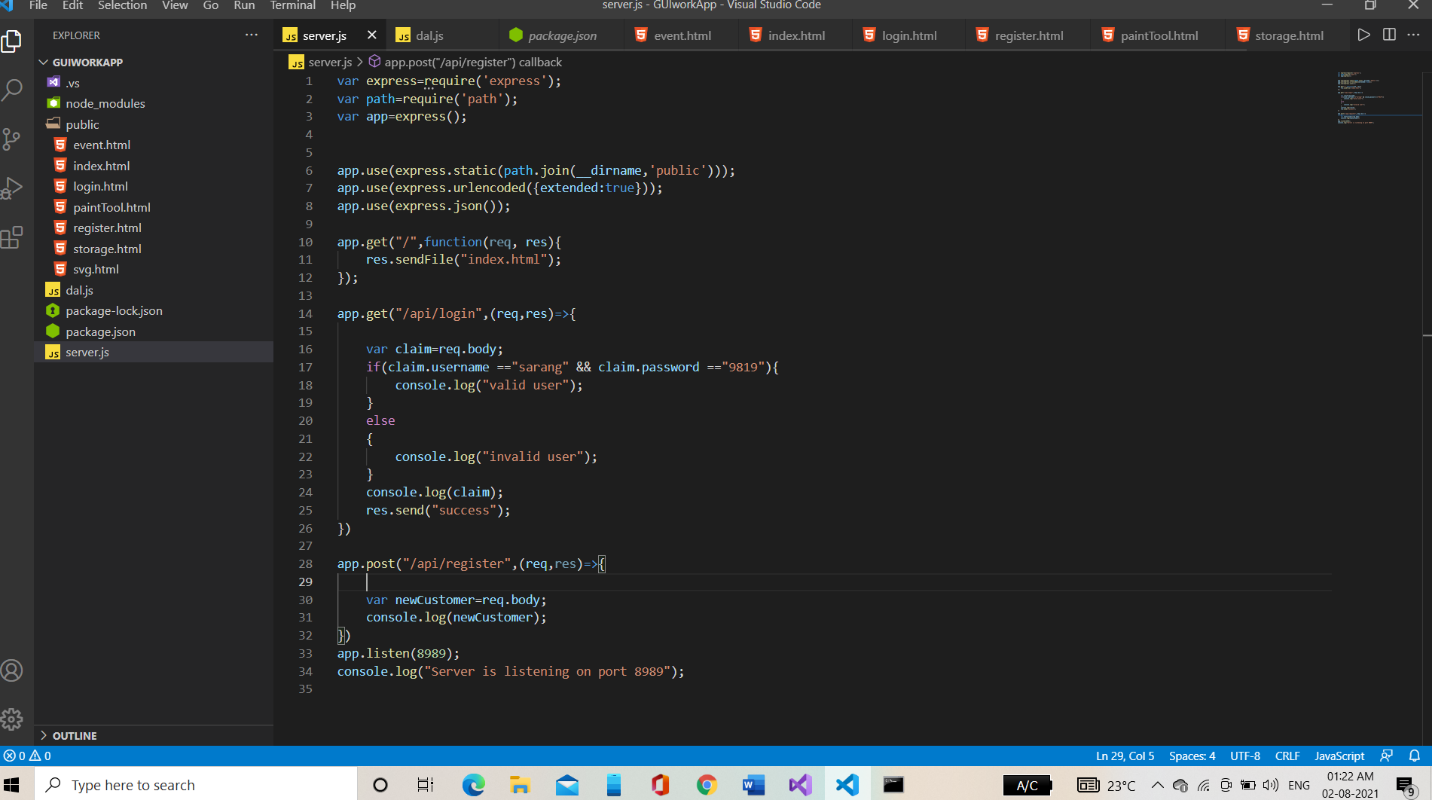 File Edit Selection View Go Run Terminal Help server.js - GUIworkApp - Visual Studio Code
EXPLORER ···
GUIWORKAPP
.vs
node_modules
public
event.html
index.html
login.html
paintTool.html
register.html
storage.html
svg.html
dal.js
package-lock.json
package.json
server.js
OUTLINE
server.js dal.js package.json event.html index.html login.html register.html paintTool.html storage.html
server.js > app.post("/api/register") callback
1 var express=require('express');
2 var path=require('path');
3 var app=express();
4
5
6 app.use(express.static(path.join(__dirname,'public')));
7 app.use(express.urlencoded({extended:true}));
8 app.use(express.json());
9
10 app.get("/",function(req, res){
11 res.sendFile("index.html");
12 });
13
14 app.get("/api/login",(req,res)=>{
15
16 var claim=req.body;
17 if(claim.username =="sarang" && claim.password =="9819"){
18 console.log("valid user");
19 }
20 else
21 {
22 console.log("invalid user");
23 }
24 console.log(claim);
25 res.send("success");
26 })
27
28 app.post("/api/register",(req,res)=>{
29
30 var newCustomer=req.body;
31 console.log(newCustomer);
32 })
33 app.listen(8989);
34 console.log("Server is listening on port 8989");
35
0 0 Ln 29, Col 5 Spaces: 4 UTF-8 CRLF JavaScript
Type here to search A/C 23°C ENG 01:22 AM
02-08-2021 9